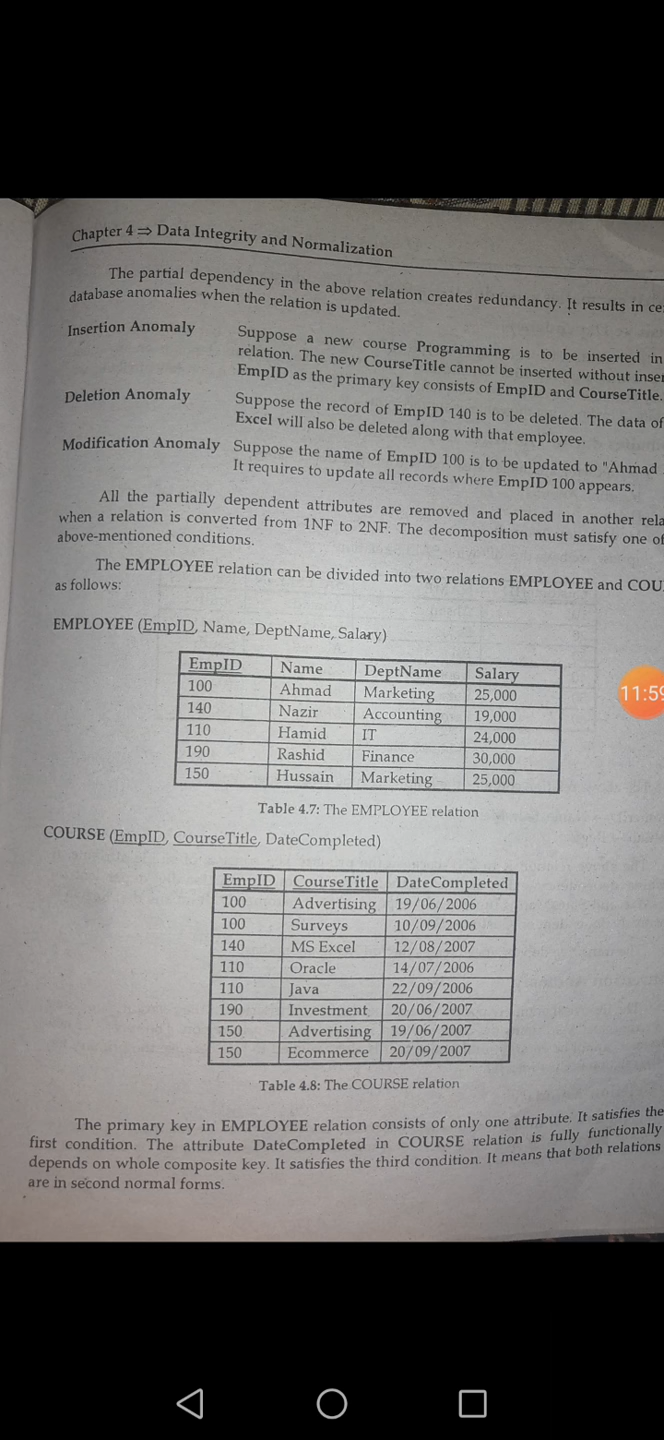 Chapter 4 ⇒ Data Integrity and Normalization
The partial dependency in the above relation creates redundancy. It results in
database anomalies when the relation is updated.
Insertion Anomaly Suppose a new course Programming is to be inserted in
relation. The new CourseTitle cannot be inserted without
EmpID as the primary key consists of EmpID and CourseTitle.
Deletion Anomaly Suppose the record of EmpID 140 is to be deleted. The data of
Excel will also be deleted along with that employee.
Modification Anomaly Suppose the name of EmpID 100 is to be updated to "Ahmad
It requires to update all records where EmpID 100 appears.
All the partially dependent attributes are removed and placed in another
when a relation is converted from 1NF to 2NF. The decomposition must satisfy one of
above-mentioned conditions.
The EMPLOYEE relation can be divided into two relations EMPLOYEE and
as follows:
EMPLOYEE (EmpID, Name, DeptName, Salary)
EmpID Name DeptName Salary
100 Ahmad Marketing 25,000
140 Nazir Accounting 19,000
110 Hamid IT 24,000
190 Rashid Finance 30,000
150 Hussain Marketing 25,000
Table 4.7: The EMPLOYEE relation
COURSE (EmpID, CourseTitle, DateCompleted)
EmpID CourseTitle DateCompleted
100 Advertising 19/06/2006
100 Surveys 10/09/2006
140 MS Excel 12/08/2007
110 Oracle 14/07/2006
110 Java 22/09/2006
190 Investment 20/06/2007
150 Advertising 19/06/2007
150 Ecommerce 20/09/2007
Table 4.8: The COURSE relation
The primary key in EMPLOYEE relation consists of only one attribute. It satisfies the
first condition. The attribute DateCompleted in COURSE relation is fully functionally
depends on whole composite key. It satisfies the third condition. It means that both relations
are in second normal forms.
11:59